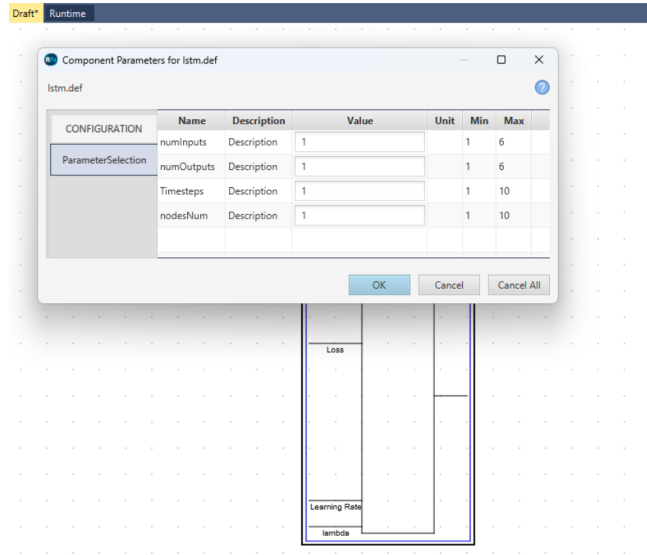 Draft* Runtime
Component Parameters for lstm.def
lstm.def
?
CONFIGURATION
ParameterSelection
Name Description Value Unit Min Max
numInputs Description 1 1 6
numOutputs Description 1 1 6
Timesteps Description 1 1 10
nodesNum Description 1 1 10
OK Cancel Cancel All
Loss
Learning Rate
lambda